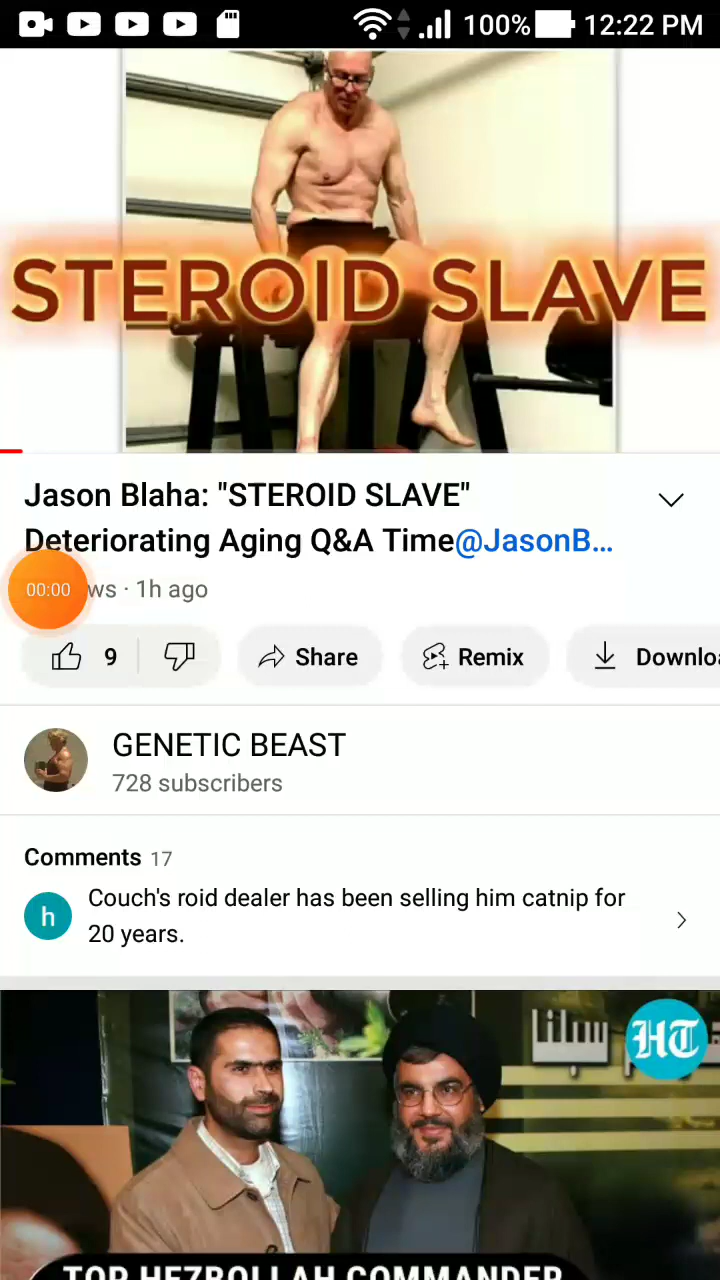 100% 12:22 PM
STEROID SLAVE
Jason Blaha: "STEROID SLAVE"
Deteriorating Aging Q&A Time@JasonB...
00:00 ws · 1h ago
9 Share Remix Downloa
GENETIC BEAST
728 subscribers
Comments 17
h Couch's roid dealer has been selling him catnip for
20 years.
HT
TOP HEZBOLLAH COMMANDER